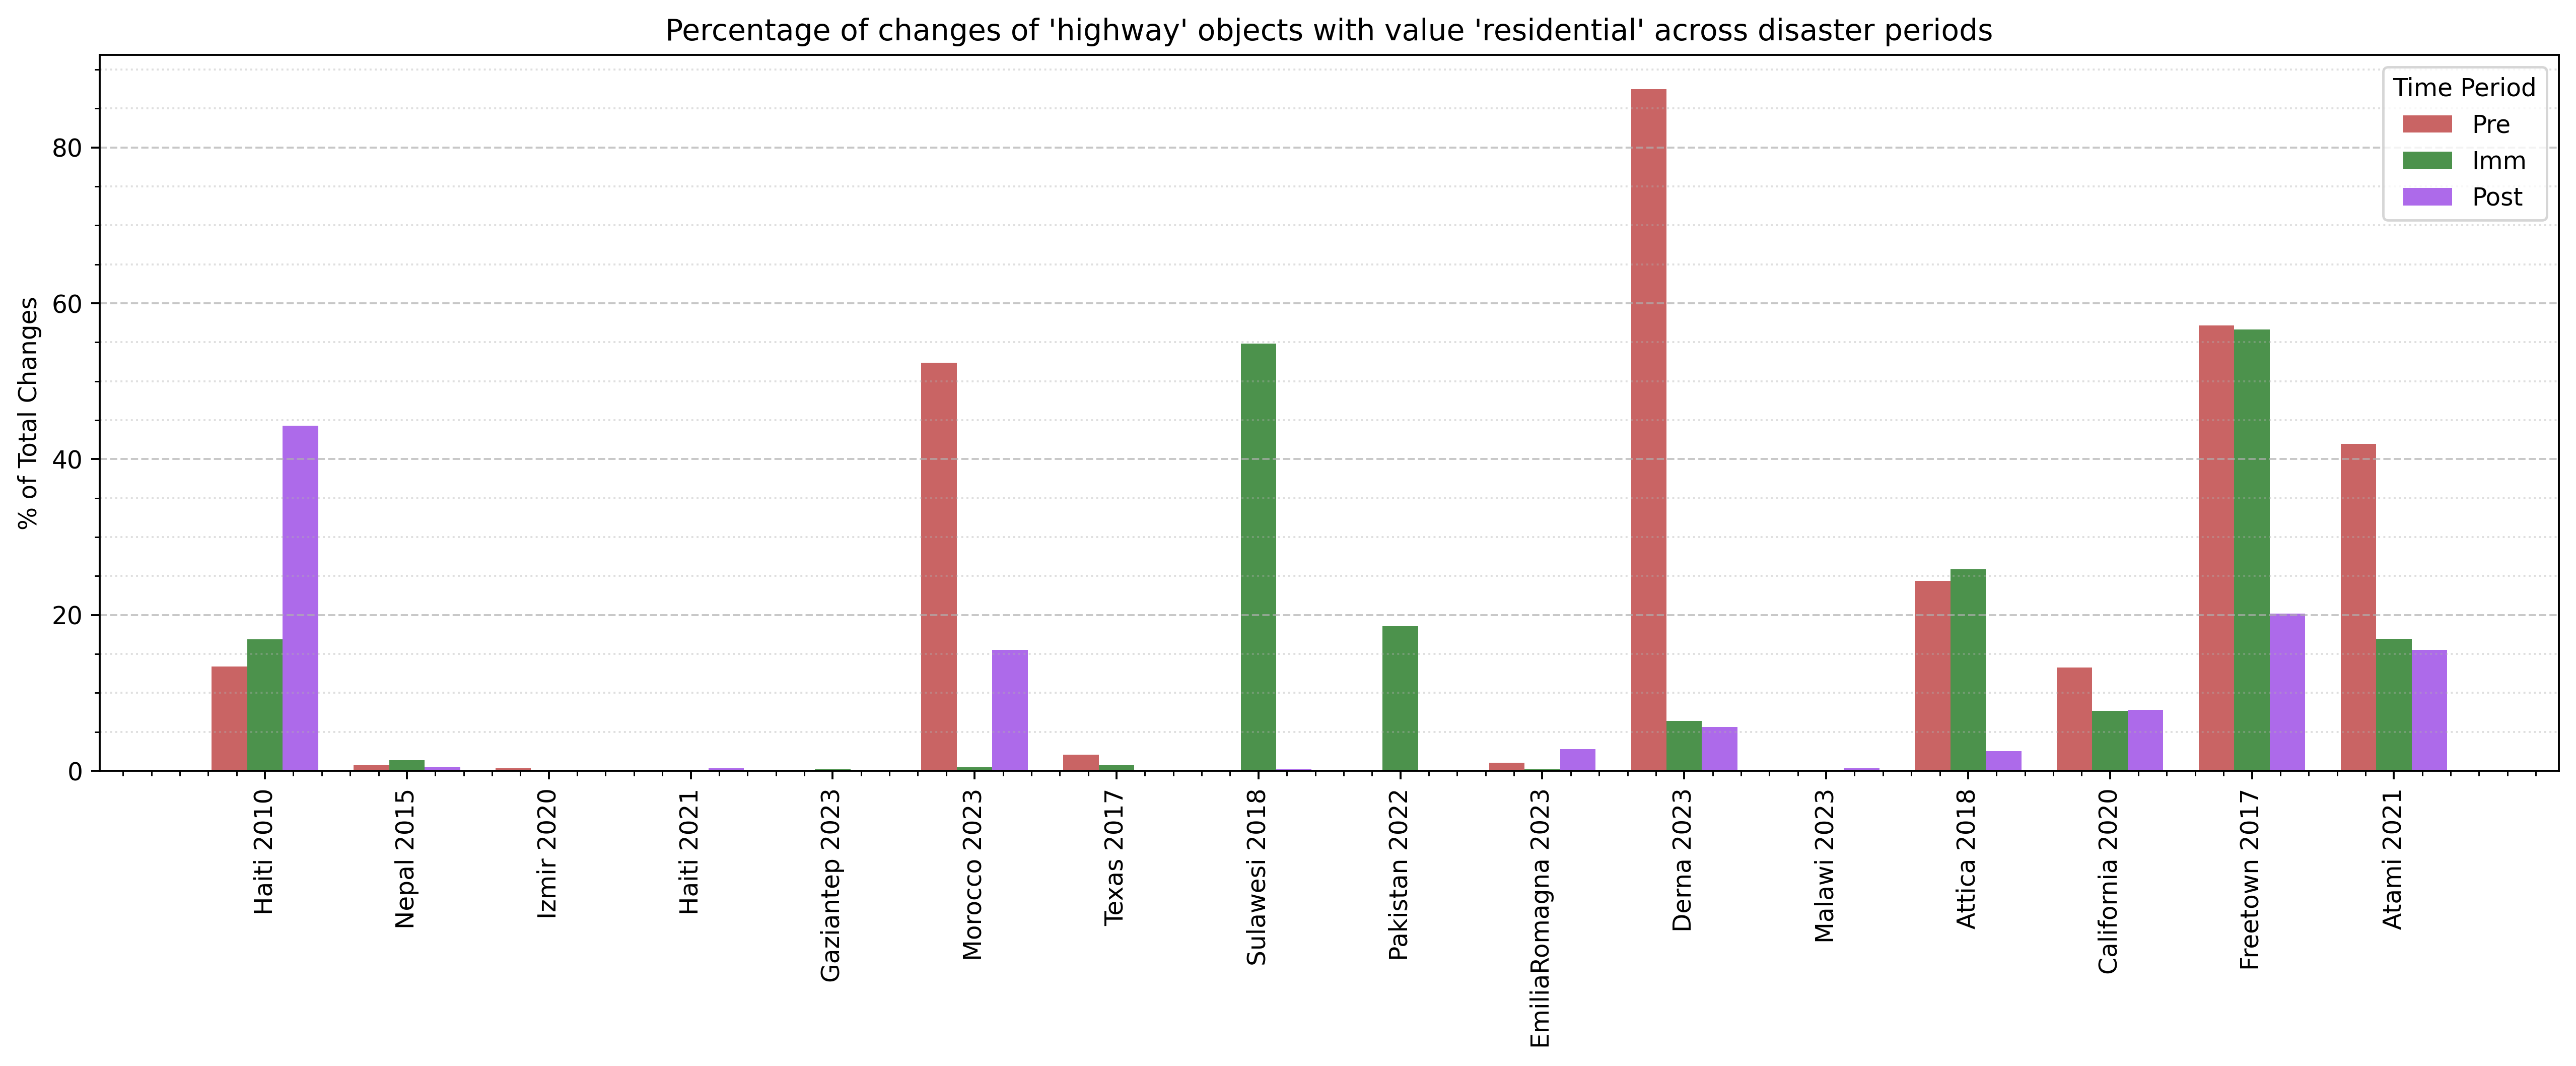 Percentage of changes of 'highway' objects with value 'residential' across disaster periods
% of Total Changes
80
60
40
20
0
Time Period
Pre
Imm
Post
Haiti 2010
Nepal 2015
Izmir 2020
Haiti 2021
Gaziantep 2023
Morocco 2023
Texas 2017
Sulawesi 2018
Pakistan 2022
EmiliaRomagna 2023
Derna 2023
Malawi 2023
Attica 2018
California 2020
Freetown 2017
Atami 2021